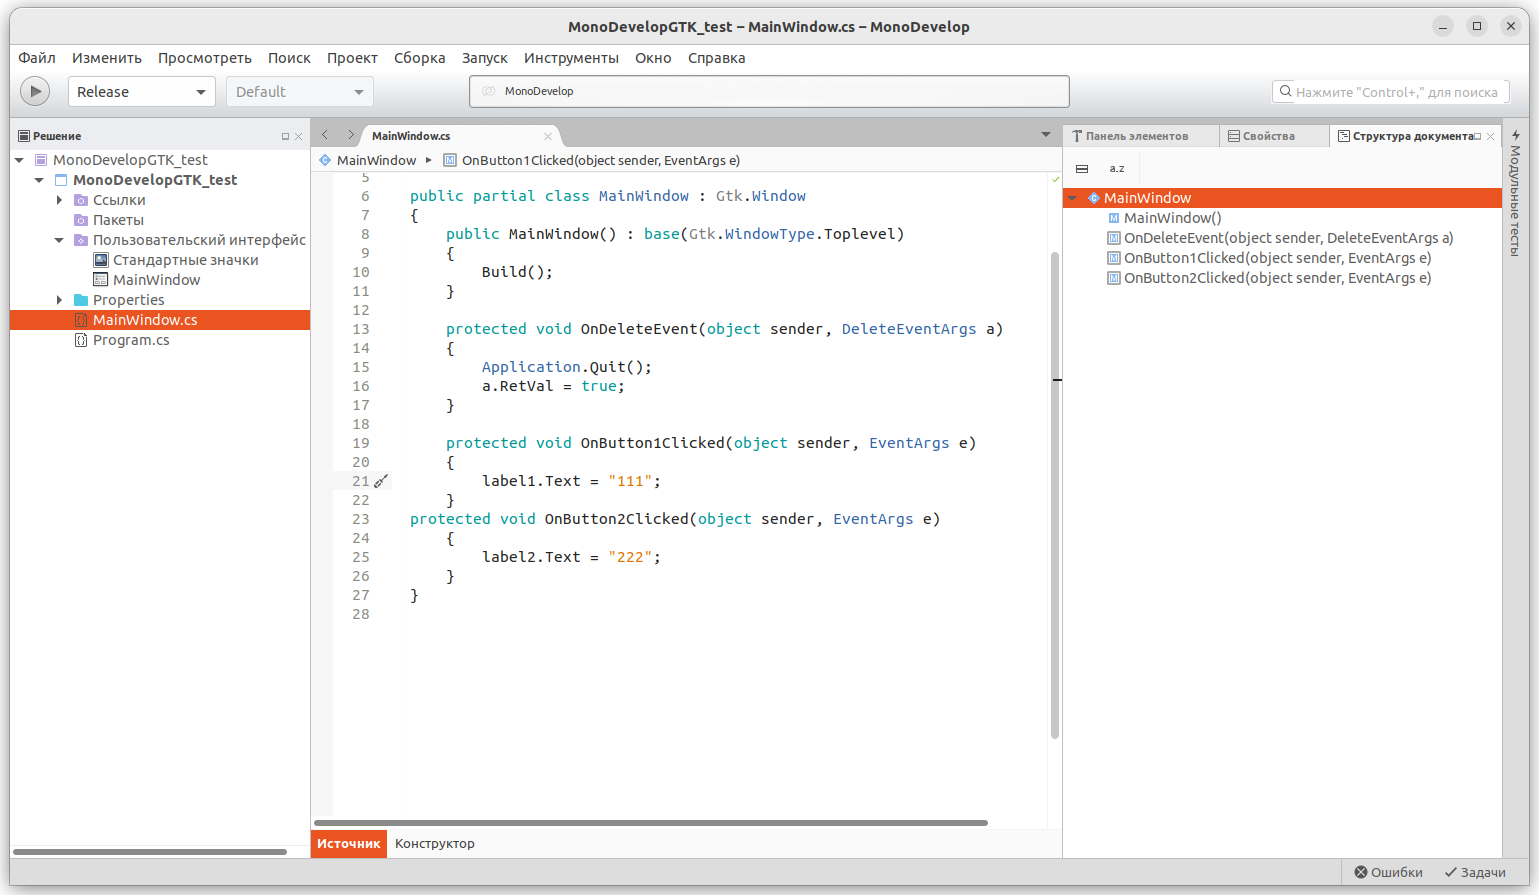 MonoDevelopGTK_test – MainWindow.cs – MonoDevelop
Файл Изменить Просмотреть Поиск Проект Сборка Запуск Инструменты Окно Справка
Release Default MonoDevelop Нажмите "Control+," для поиска
Решение
MonoDevelopGTK_test
MonoDevelopGTK_test
Ссылки
Пакеты
Пользовательский интерфейс
Стандартные значки
MainWindow
Properties
MainWindow.cs
Program.cs
MainWindow.cs
MainWindow OnButton1Clicked(object sender, EventArgs e)
5
6 public partial class MainWindow : Gtk.Window
7 {
8 public MainWindow() : base(Gtk.WindowType.Toplevel)
9 {
10 Build();
11 }
12
13 protected void OnDeleteEvent(object sender, DeleteEventArgs a)
14 {
15 Application.Quit();
16 a.RetVal = true;
17 }
18
19 protected void OnButton1Clicked(object sender, EventArgs e)
20 {
21 label1.Text = "111";
22 }
23 protected void OnButton2Clicked(object sender, EventArgs e)
24 {
25 label2.Text = "222";
26 }
27 }
28
Источник Конструктор
Панель элементов Свойства Структура документа
a.z
MainWindow
MainWindow()
OnDeleteEvent(object sender, DeleteEventArgs a)
OnButton1Clicked(object sender, EventArgs e)
OnButton2Clicked(object sender, EventArgs e)
Модульные тесты
Ошибки Задачи